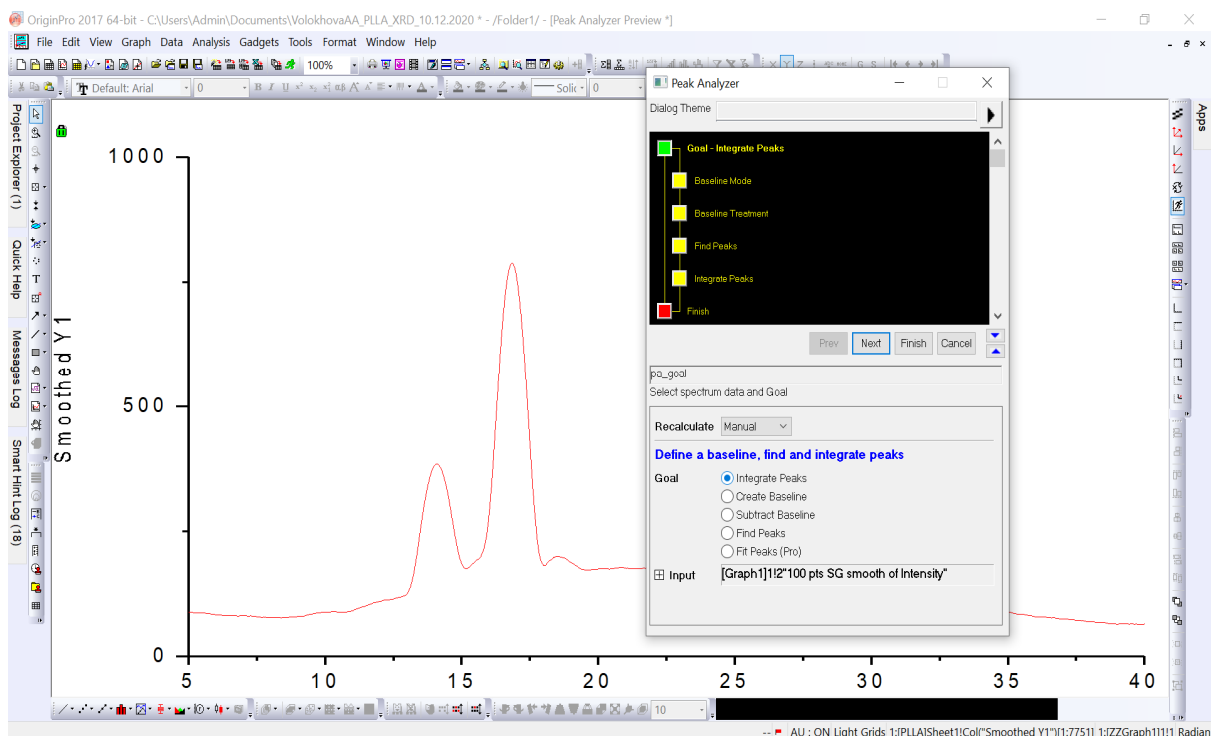 OriginPro 2017 64-bit - C:\Users\Admin\Documents\VolokhovaAA_PLLA_XRD_10.12.2020 * - /Folder1/ - [Peak Analyzer Preview *]
File Edit View Graph Data Analysis Gadgets Tools Format Window Help
100%
Default: Arial 0 B I U
Solic 0
Project Explorer (1)
Quick Help
Messages Log
Smart Hint Log (18)
Apps
Smoothed Y1
1000
500
0
5 10 15 20 25 30 35 40
Peak Analyzer
Dialog Theme
Goal - Integrate Peaks
Baseline Mode
Baseline Treatment
Find Peaks
Integrate Peaks
Finish
Prev Next Finish Cancel
pa_goal
Select spectrum data and Goal
Recalculate Manual
Define a baseline, find and integrate peaks
Goal Integrate Peaks
Create Baseline
Subtract Baseline
Find Peaks
Fit Peaks (Pro)
Input [Graph1]1!2"100 pts SG smooth of Intensity"
10
-- AU : ON Light Grids 1:[PLLA]Sheet1!Col("Smoothed Y1")[1:7751] 1:[ZZGraph1]1!1 Radian